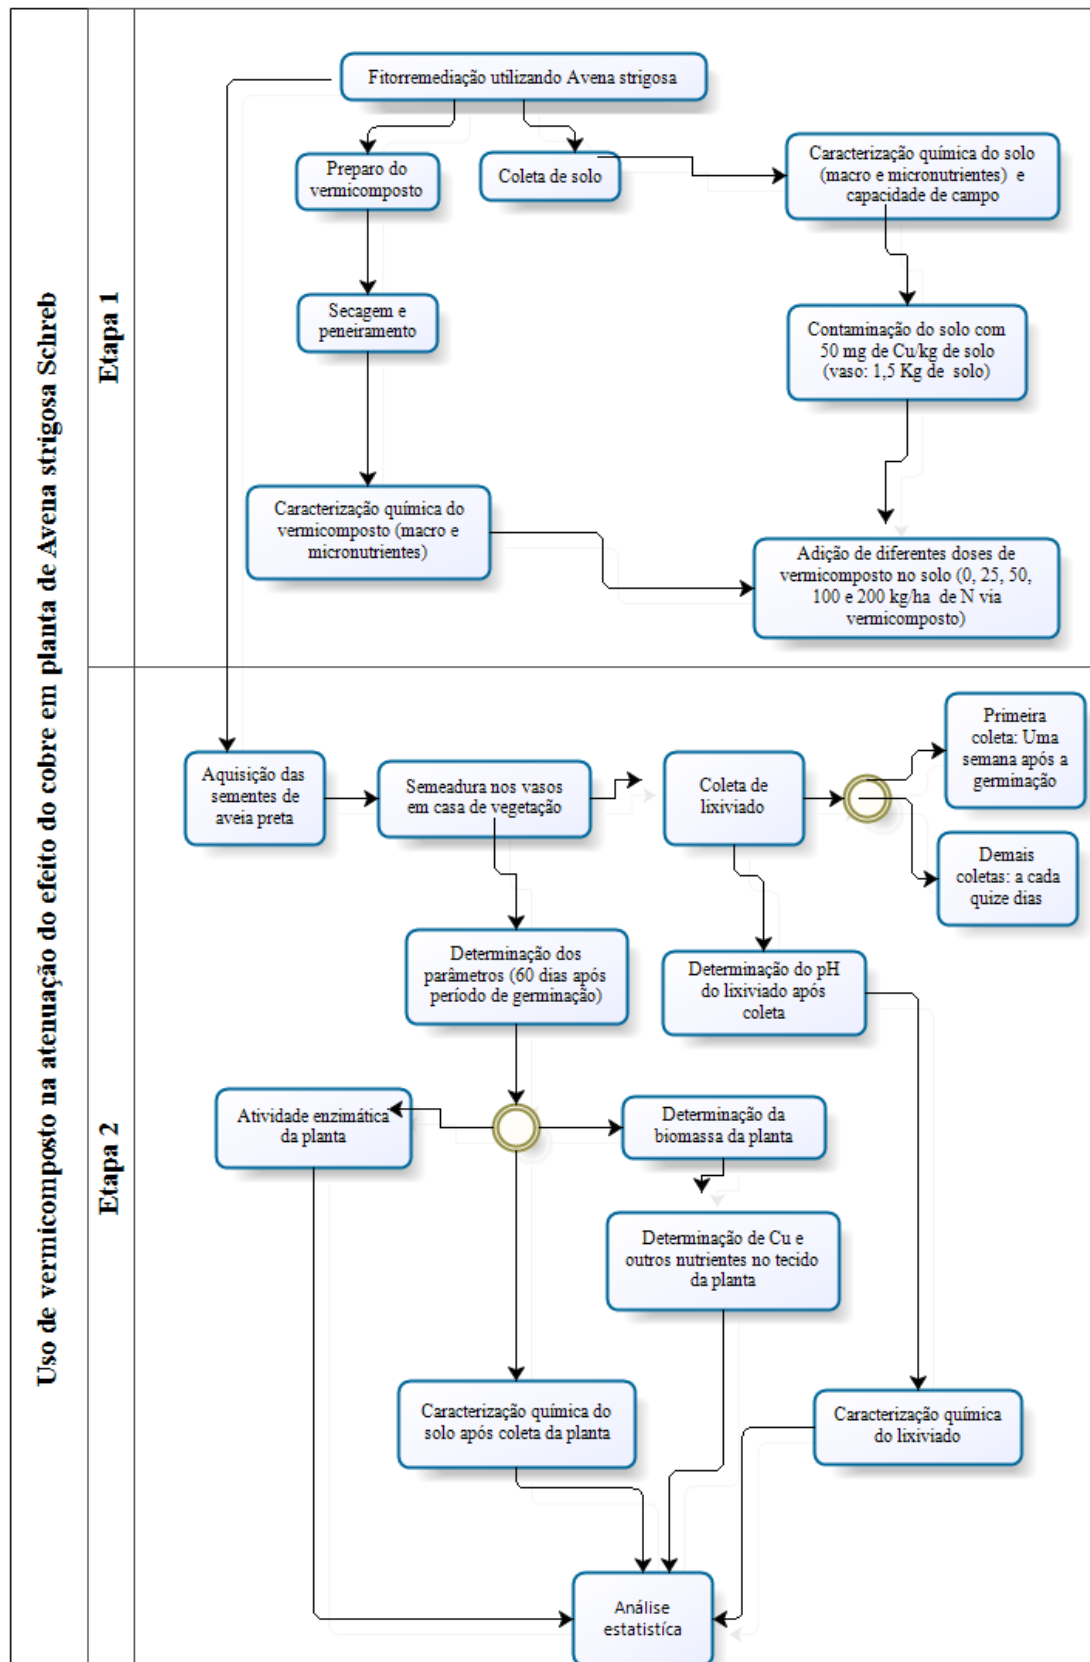 Uso de vermicomposto na atenuação do efeito do cobre em planta de Avena strigosa Schreb
Etapa 1
Fitorremediação utilizando Avena strigosa
Preparo do
vermicomposto
Coleta de solo
Caracterização química do solo
(macro e micronutrientes) e
capacidade de campo
Secagem e
peneiramento
Contaminação do solo com
50 mg de Cu/kg de solo
(vaso: 1,5 Kg de solo)
Caracterização química do
vermicomposto (macro e
micronutrientes)
Adição de diferentes doses de
vermicomposto no solo (0, 25, 50,
100 e 200 kg/ha de N via
vermicomposto)
Etapa 2
Aquisição das
sementes de
aveia preta
Semeadura nos vasos
em casa de vegetação
Coleta de
lixiviado
Primeira
coleta: Uma
semana após a
germinação
Demais
coletas: a cada
quize dias
Determinação dos
parâmetros (60 dias após
período de germinação)
Determinação do pH
do lixiviado após
coleta
Atividade enzimática
da planta
Determinação da
biomassa da planta
Determinação de Cu e
outros nutrientes no tecido
da planta
Caracterização química do
solo após coleta da planta
Caracterização química
do lixiviado
Análise
estatistíca